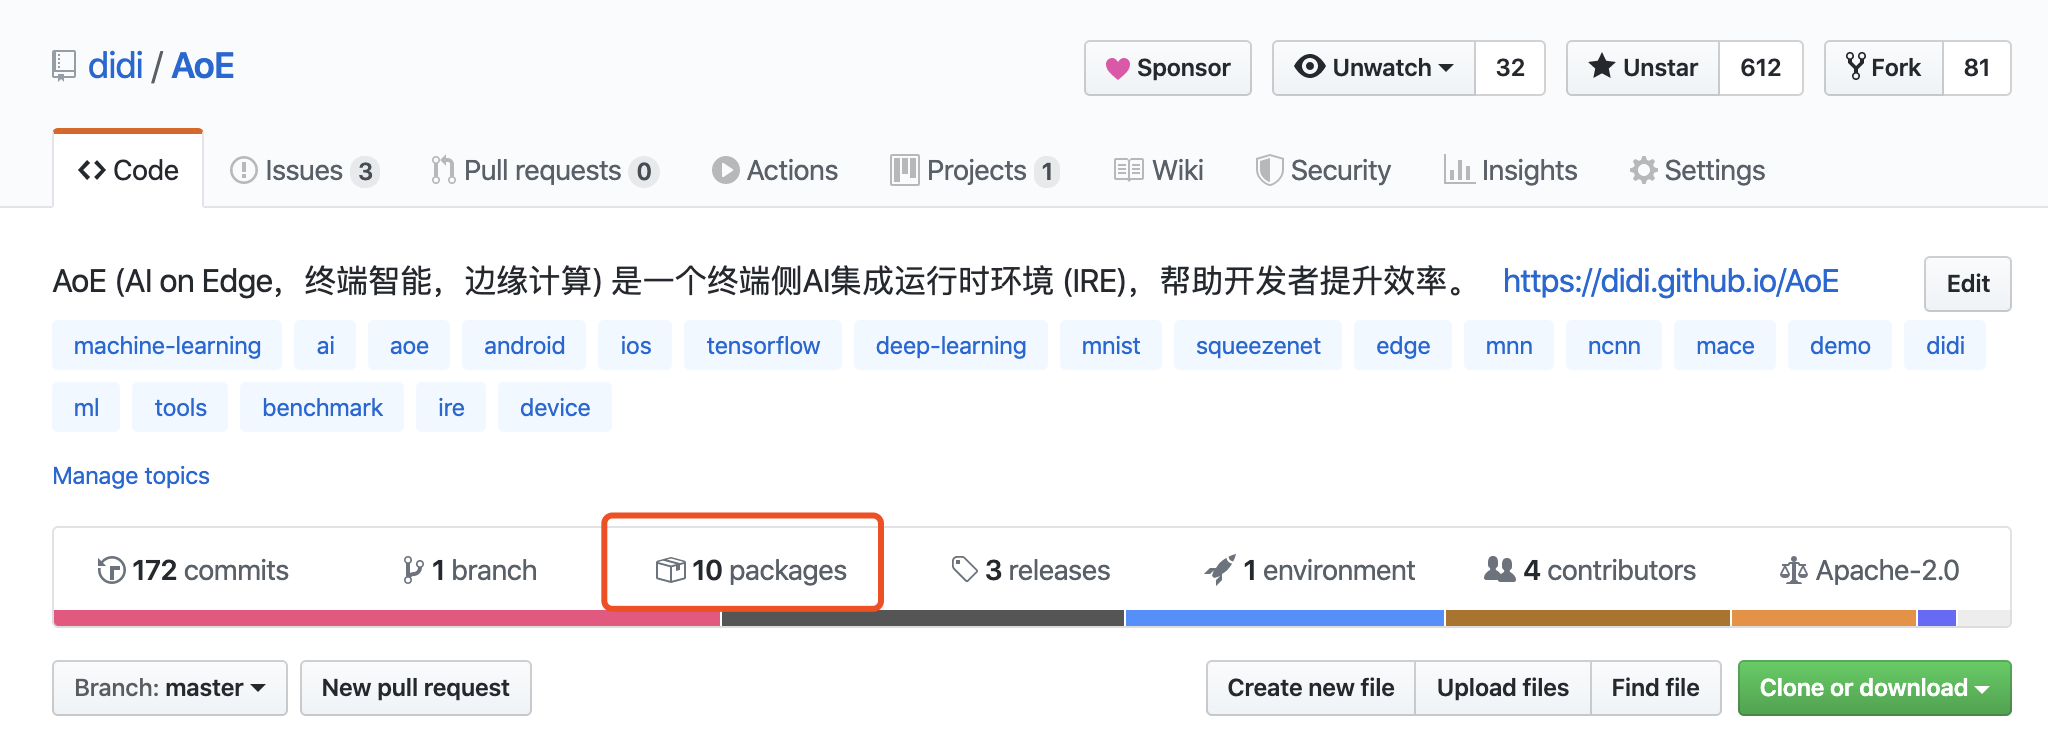 didi / AoE Sponsor Unwatch 32 Unstar 612 Fork 81
Code Issues 3 Pull requests 0 Actions Projects 1 Wiki Security Insights Settings
AoE (AI on Edge，终端智能，边缘计算) 是一个终端侧AI集成运行时环境 (IRE)，帮助开发者提升效率。 https://didi.github.io/AoE Edit
machine-learning ai aoe android ios tensorflow deep-learning mnist squeezenet edge mnn ncnn mace demo didi
ml tools benchmark ire device
Manage topics
172 commits 1 branch 10 packages 3 releases 1 environment 4 contributors Apache-2.0
Branch: master New pull request Create new file Upload files Find file Clone or download